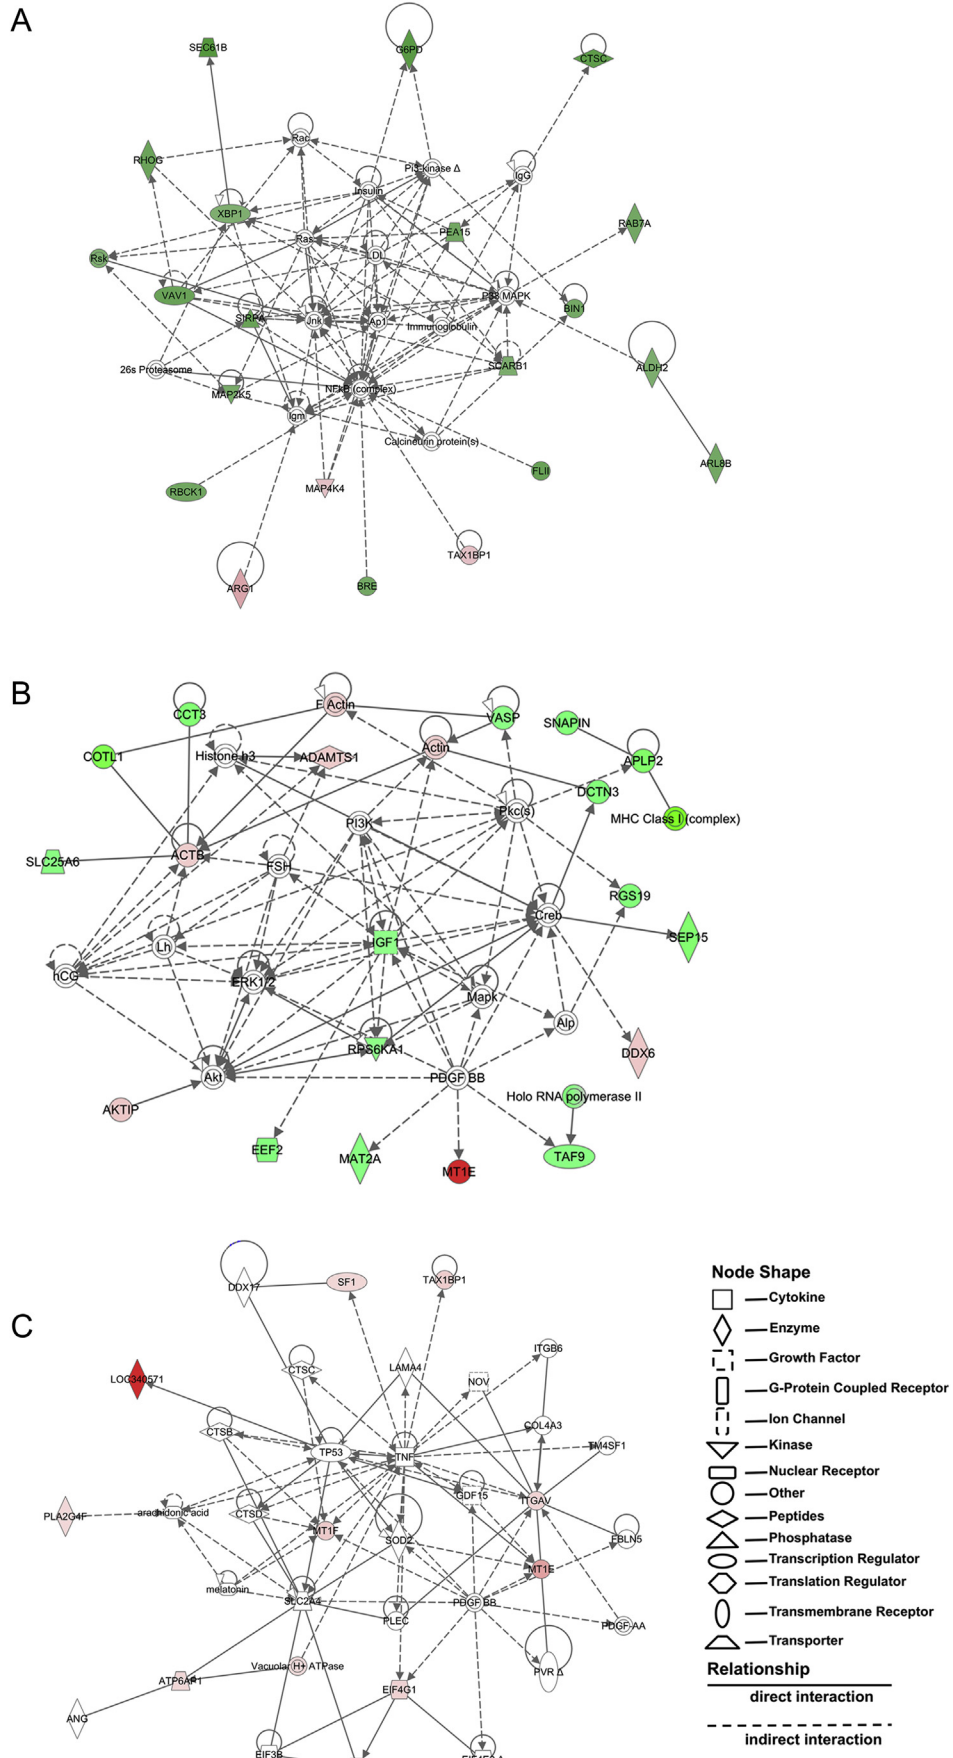 A
SEC61B
G6PD
CTSC
Rac
RHOG
Pi3-kinase Δ
IgG
Insulin
XBP1
RAB7A
PEA15
Ras
LDL
Rsk
VAV1
P38 MAPK
BIN1
SIRPA
Jnk
Ap1
Immunoglobulin
26s Proteasome
SCARB1
ALDH2
MAP2K5
NFkB (complex)
Igm
Calcineurin protein(s)
ARL8B
FLII
RBCK1
MAP4K4
TAX1BP1
ARG1
BRE
B
CCT3
F Actin
VASP
SNAPIN
COTL1
Histone h3
ADAMTS1
Actin
APLP2
DCTN3
Pkc(s)
MHC Class I (complex)
PI3K
SLC25A6
ACTB
FSH
RGS19
Creb
SEP15
Lh
IGF1
hCG
ERK1/2
Mapk
Alp
RPS6KA1
DDX6
Akt
PDGF BB
Holo RNA polymerase II
AKTIP
EEF2
MAT2A
MT1E
TAF9
C
DDX17
SF1
TAX1BP1
ITGB6
LOC340571
CTSC
LAMA4
NOV
CTSB
COL4A3
TP53
TNF
TM4SF1
GDF15
ITGAV
PLA2G4F
arachidonic acid
CTSD
MT1F
SOD2
FBLN5
MT1E
melatonin
SLC2A4
PLEC
PDGF BB
PDGF-AA
Vacuolar H+ ATPase
PVR Δ
ATP6AP1
EIF4G1
ANG
EIF3B
Node Shape
Cytokine
Enzyme
Growth Factor
G-Protein Coupled Receptor
Ion Channel
Kinase
Nuclear Receptor
Other
Peptides
Phosphatase
Transcription Regulator
Translation Regulator
Transmembrane Receptor
Transporter
Relationship
direct interaction
indirect interaction